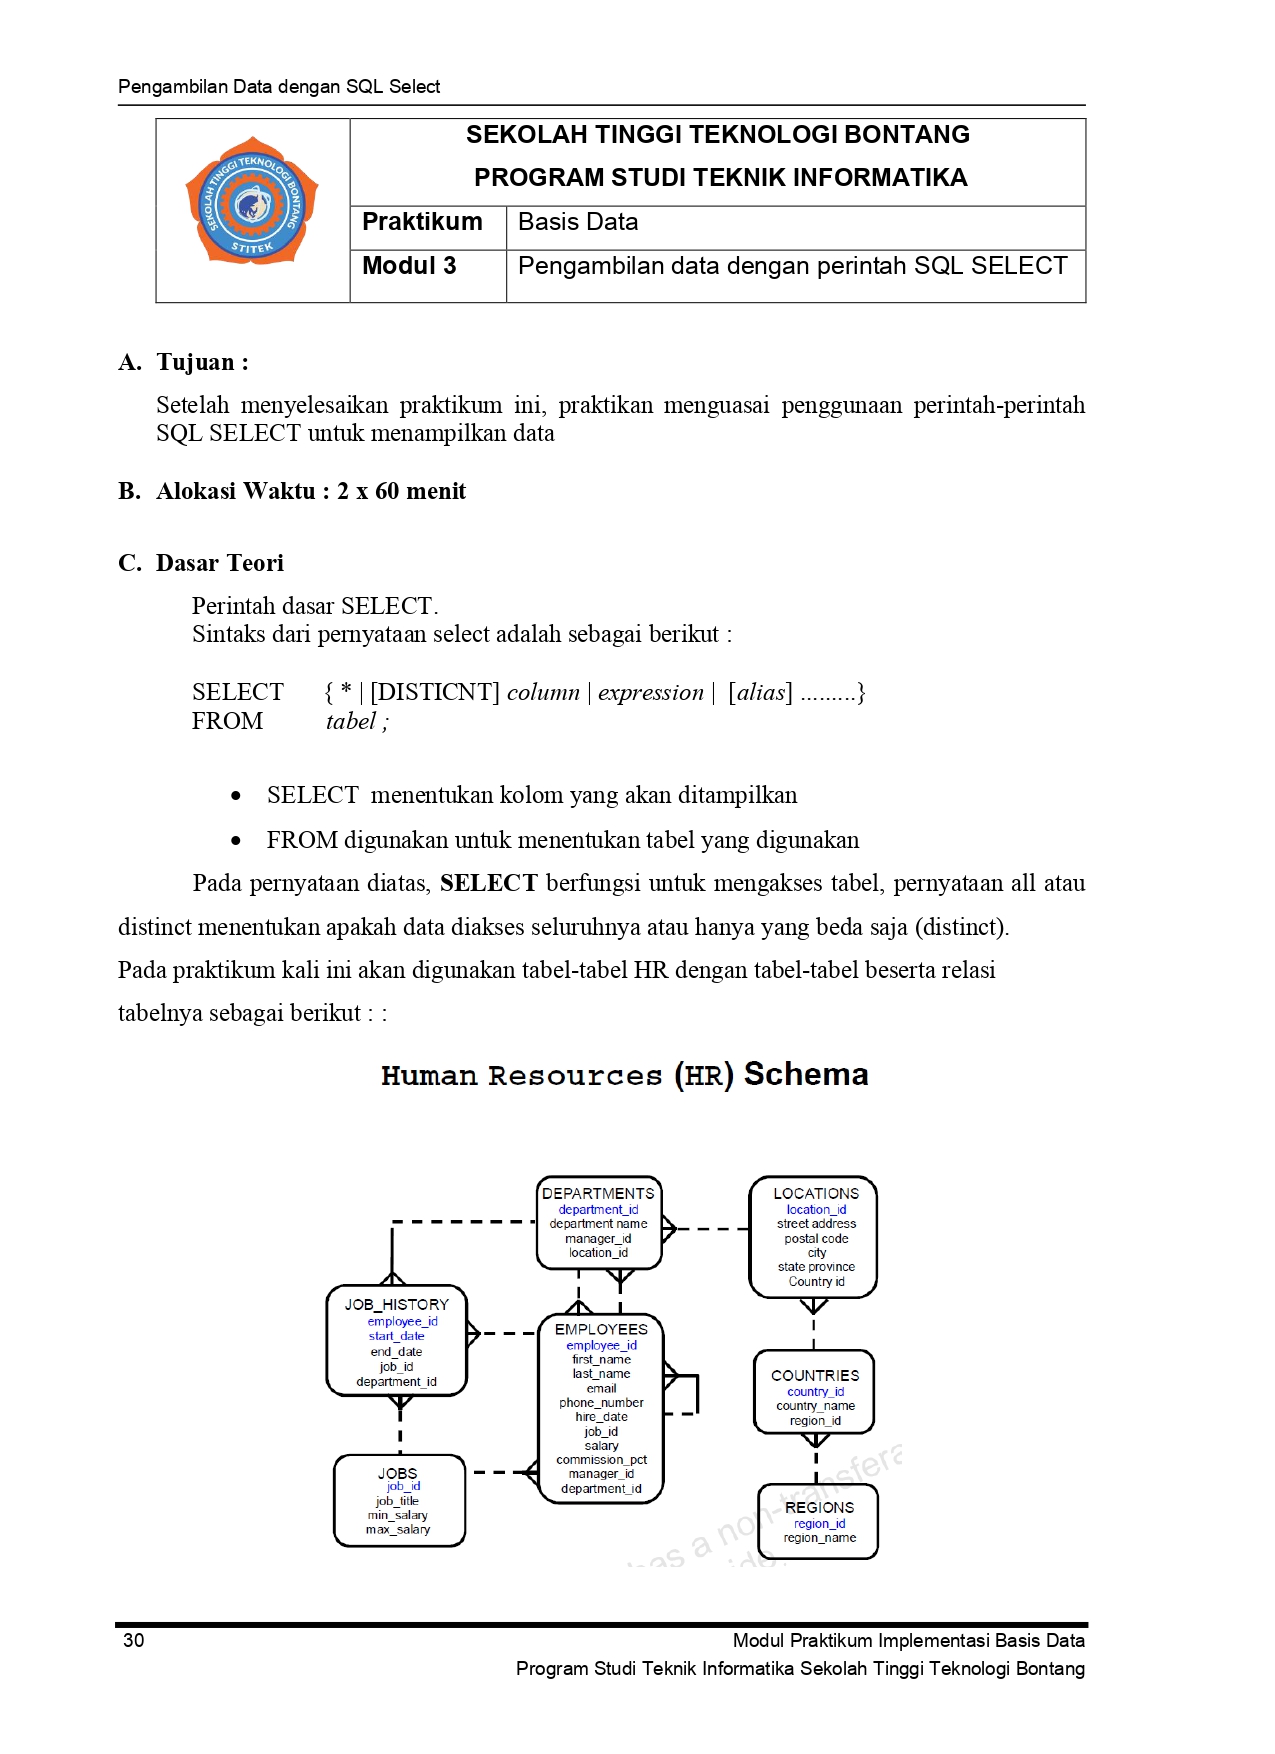 Pengambilan Data dengan SQL Select
SEKOLAH TINGGI TEKNOLOGI BONTANG
STITEK
SEKOLAH TINGGI TEKNOLOGI BONTANG
PROGRAM STUDI TEKNIK INFORMATIKA
Praktikum Basis Data
Modul 3 Pengambilan data dengan perintah SQL SELECT
A. Tujuan :
Setelah menyelesaikan praktikum ini, praktikan menguasai penggunaan perintah-perintah
SQL SELECT untuk menampilkan data
B. Alokasi Waktu : 2 x 60 menit
C. Dasar Teori
Perintah dasar SELECT.
Sintaks dari pernyataan select adalah sebagai berikut :
SELECT { * | [DISTICNT] column | expression | [alias] .........}
FROM tabel ;
• SELECT menentukan kolom yang akan ditampilkan
• FROM digunakan untuk menentukan tabel yang digunakan
Pada pernyataan diatas, SELECT berfungsi untuk mengakses tabel, pernyataan all atau
distinct menentukan apakah data diakses seluruhnya atau hanya yang beda saja (distinct).
Pada praktikum kali ini akan digunakan tabel-tabel HR dengan tabel-tabel beserta relasi
tabelnya sebagai berikut : :
Human Resources (HR) Schema
DEPARTMENTS
department_id
department name
manager_id
location_id
LOCATIONS
location_id
street address
postal code
city
state province
Country id
JOB_HISTORY
employee_id
start_date
end_date
job_id
department_id
EMPLOYEES
employee_id
first_name
last_name
email
phone_number
hire_date
job_id
salary
commission_pct
manager_id
department_id
COUNTRIES
country_id
country_name
region_id
JOBS
job_id
job_title
min_salary
max_salary
REGIONS
region_id
region_name
has a non-transfera
30 Modul Praktikum Implementasi Basis Data
Program Studi Teknik Informatika Sekolah Tinggi Teknologi Bontang